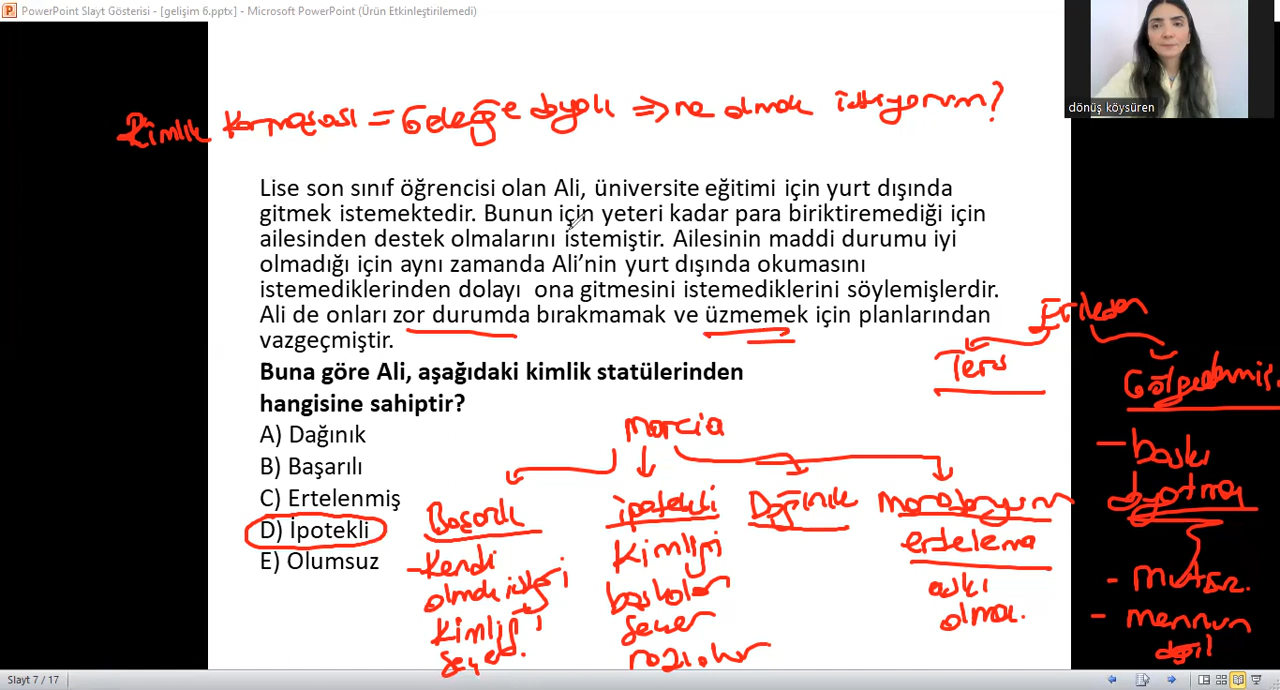 PowerPoint Slayt Gösterisi - [gelişim 6.pptx] - Microsoft PowerPoint (Ürün Etkinleştirilemedi)
dönüş köysüren
Kimlik karmaşası = Geleceğe dayalı => ne olmak istiyorum?
Lise son sınıf öğrencisi olan Ali, üniversite eğitimi için yurt dışında
gitmek istemektedir. Bunun için yeteri kadar para biriktiremediği için
ailesinden destek olmalarını istemiştir. Ailesinin maddi durumu iyi
olmadığı için aynı zamanda Ali’nin yurt dışında okumasını
istemediklerinden dolayı ona gitmesini istemediklerini söylemişlerdir.
Ali de onları zor durumda bırakmamak ve üzmemek için planlarından
vazgeçmiştir.
Buna göre Ali, aşağıdaki kimlik statülerinden
hangisine sahiptir?
A) Dağınık
B) Başarılı
C) Ertelenmiş
D) İpotekli
E) Olumsuz
Erikson
Ters
Gölgelenmiş
- baskı
- mutsuz.
- memnun
değil
Marcia
Başarılı
- Kendi
olmak istediği
Kimliği
seçer.
İpotekli
Kimliği
başkaları
seçer
razı olur
Dağınık
Moratoryum
erteleme
askı
olma.
Slayt 7 / 17